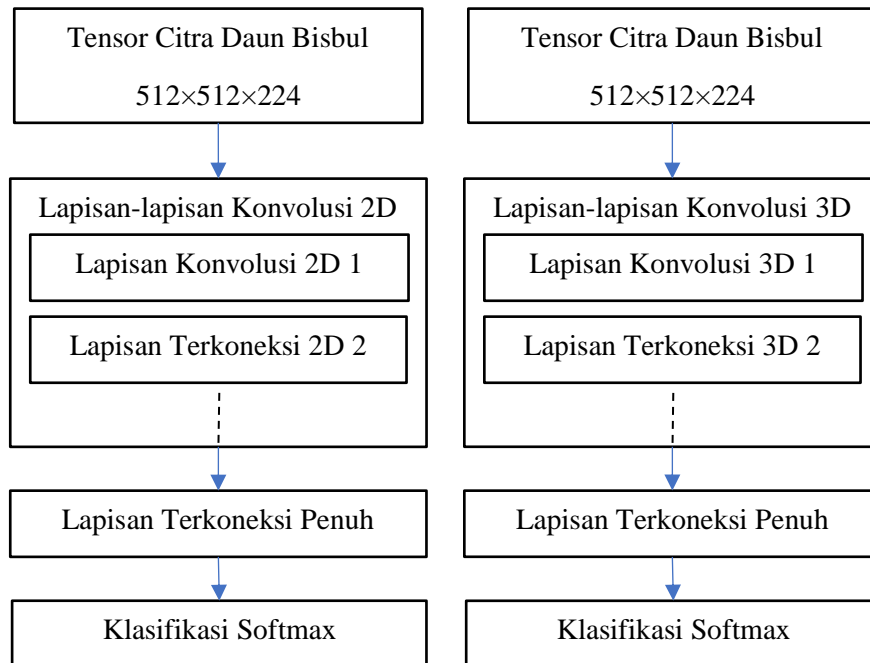 Tensor Citra Daun Bisbul
512×512×224
Lapisan-lapisan Konvolusi 2D
Lapisan Konvolusi 2D 1
Lapisan Terkoneksi 2D 2
Lapisan Terkoneksi Penuh
Klasifikasi Softmax
Tensor Citra Daun Bisbul
512×512×224
Lapisan-lapisan Konvolusi 3D
Lapisan Konvolusi 3D 1
Lapisan Terkoneksi 3D 2
Lapisan Terkoneksi Penuh
Klasifikasi Softmax